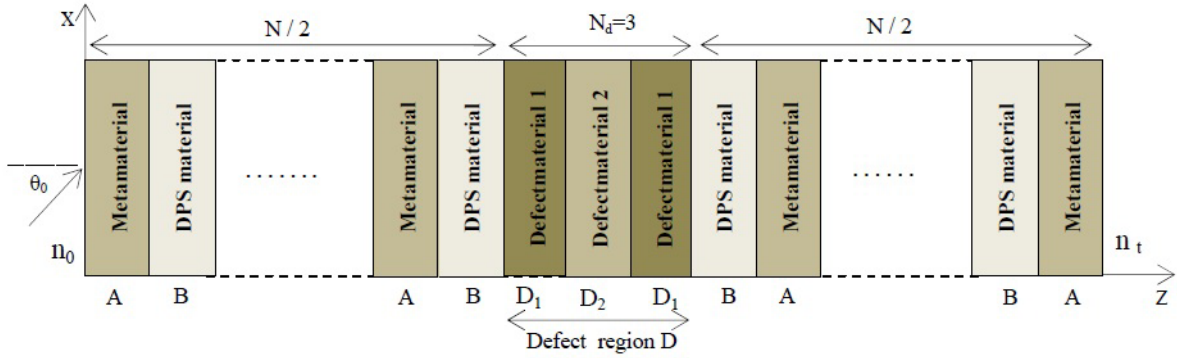 X
N / 2
N_d=3
N / 2
Metamaterial
DPS material
Metamaterial
DPS material
Defectmaterial 1
Defectmaterial 2
Defectmaterial 1
DPS material
Metamaterial
DPS material
Metamaterial
.......
......
θ₀
n₀
n t
A B A B D₁ D₂ D₁ B A B A Z
Defect region D